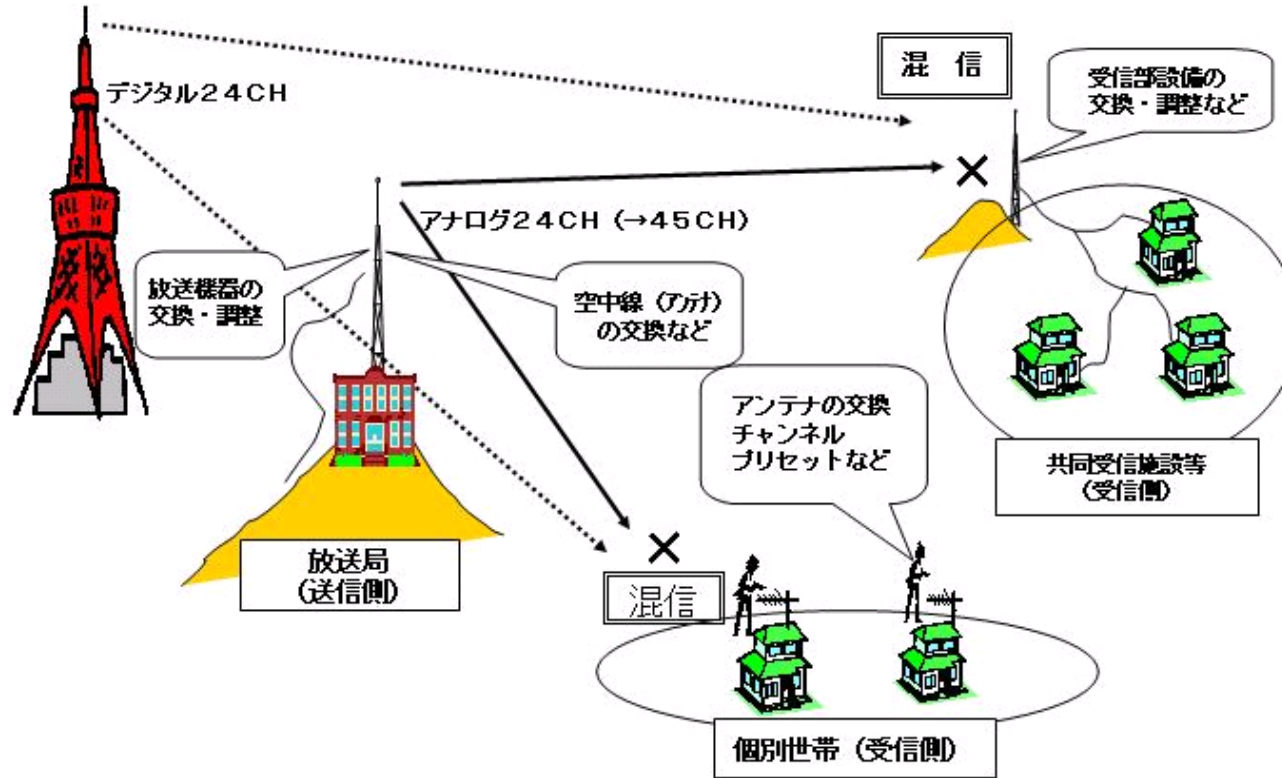 デジタル２４CH
混　信
受信部設備の
交換・調整など
アナログ２４CH（→４５CH）
放送機器の
交換・調整
空中線（アンテナ）
の交換など
アンテナの交換
チャンネル
プリセットなど
共同受信施設等
（受信側）
放送局
（送信側）
混信
個別世帯（受信側）